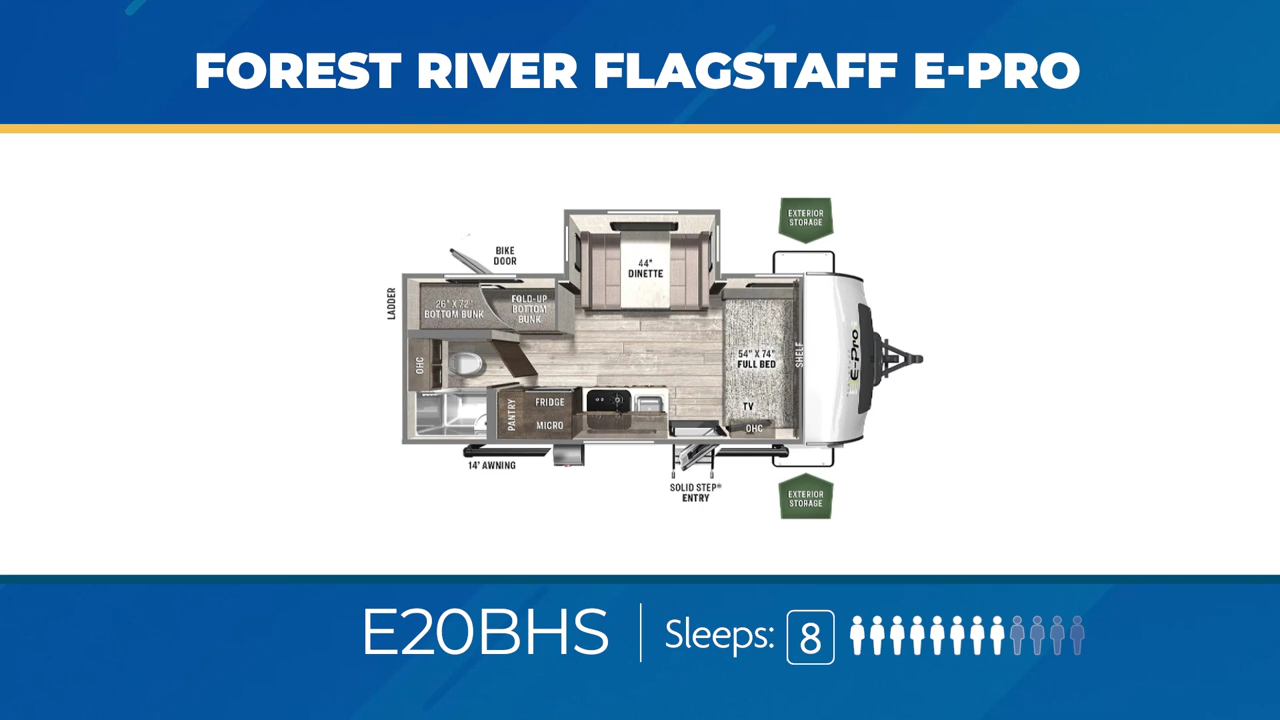 FOREST RIVER FLAGSTAFF E-PRO
EXTERIOR
STORAGE
BIKE
DOOR
44"
DINETTE
LADDER
26" X 72"
BOTTOM BUNK
FOLD-UP
BOTTOM
BUNK
OHC
54" X 74"
FULL BED
SHELF
E-Pro
PANTRY
FRIDGE
MICRO
TV
OHC
14' AWNING
SOLID STEP®
ENTRY
EXTERIOR
STORAGE
E20BHS
Sleeps: 8